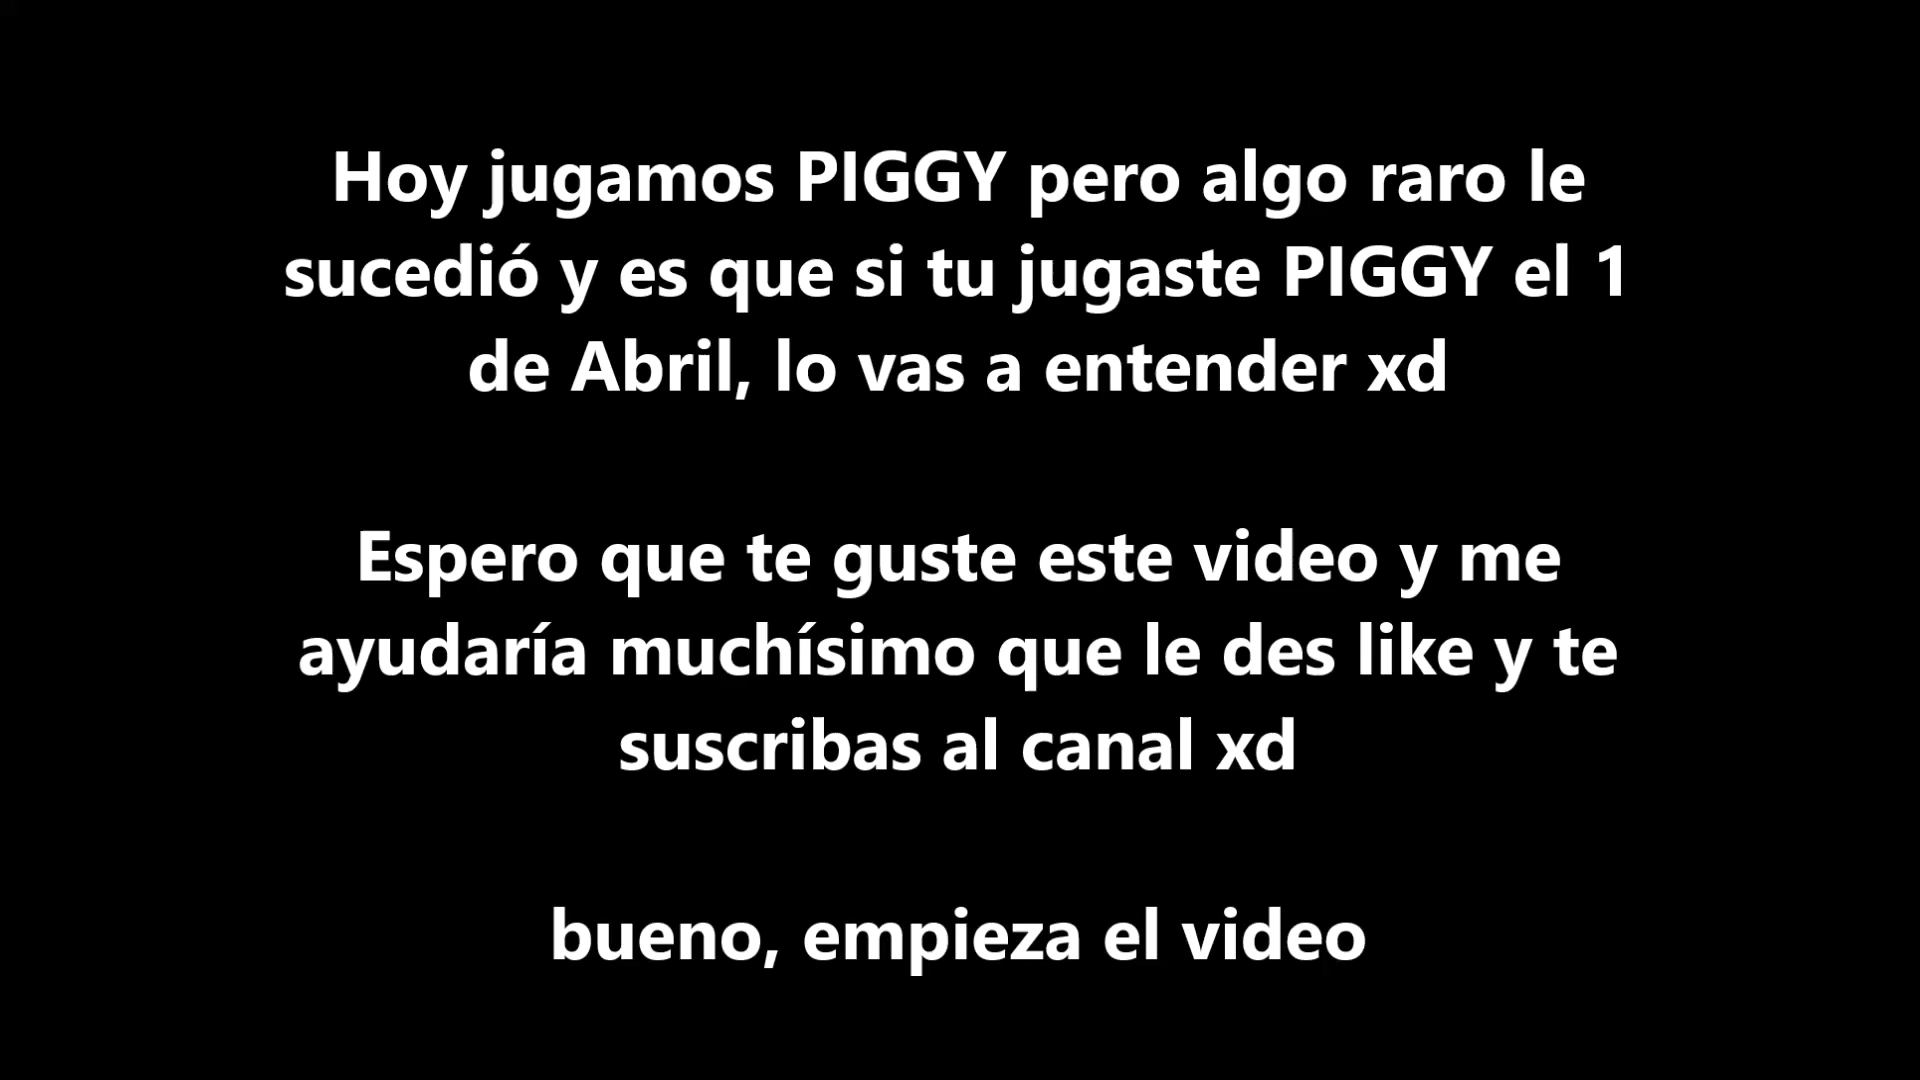 Hoy jugamos PIGGY pero algo raro le
sucedió y es que si tu jugaste PIGGY el 1
de Abril, lo vas a entender xd
Espero que te guste este video y me
ayudaría muchísimo que le des like y te
suscribas al canal xd
bueno, empieza el video